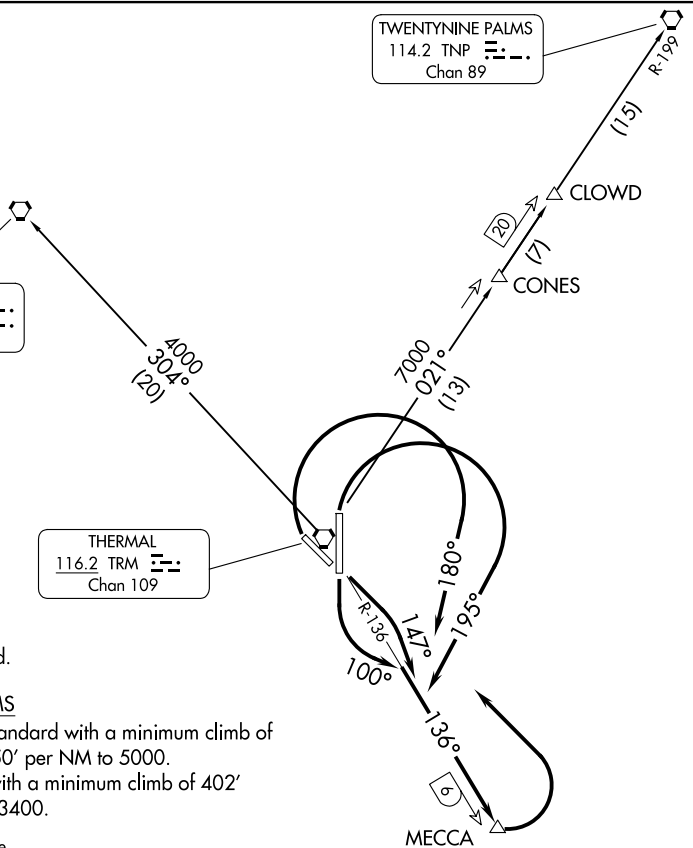 TWENTYNINE PALMS
114.2 TNP
Chan 89
R-199
(15)
CLOWD
20
(7)
CONES
7000
021°
(13)
4000
304°
(20)
THERMAL
116.2 TRM
Chan 109
180°
195°
R-136
147°
100°
136°
6
MECCA
d.
MS
andard with a minimum climb of
50' per NM to 5000.
with a minimum climb of 402'
3400.